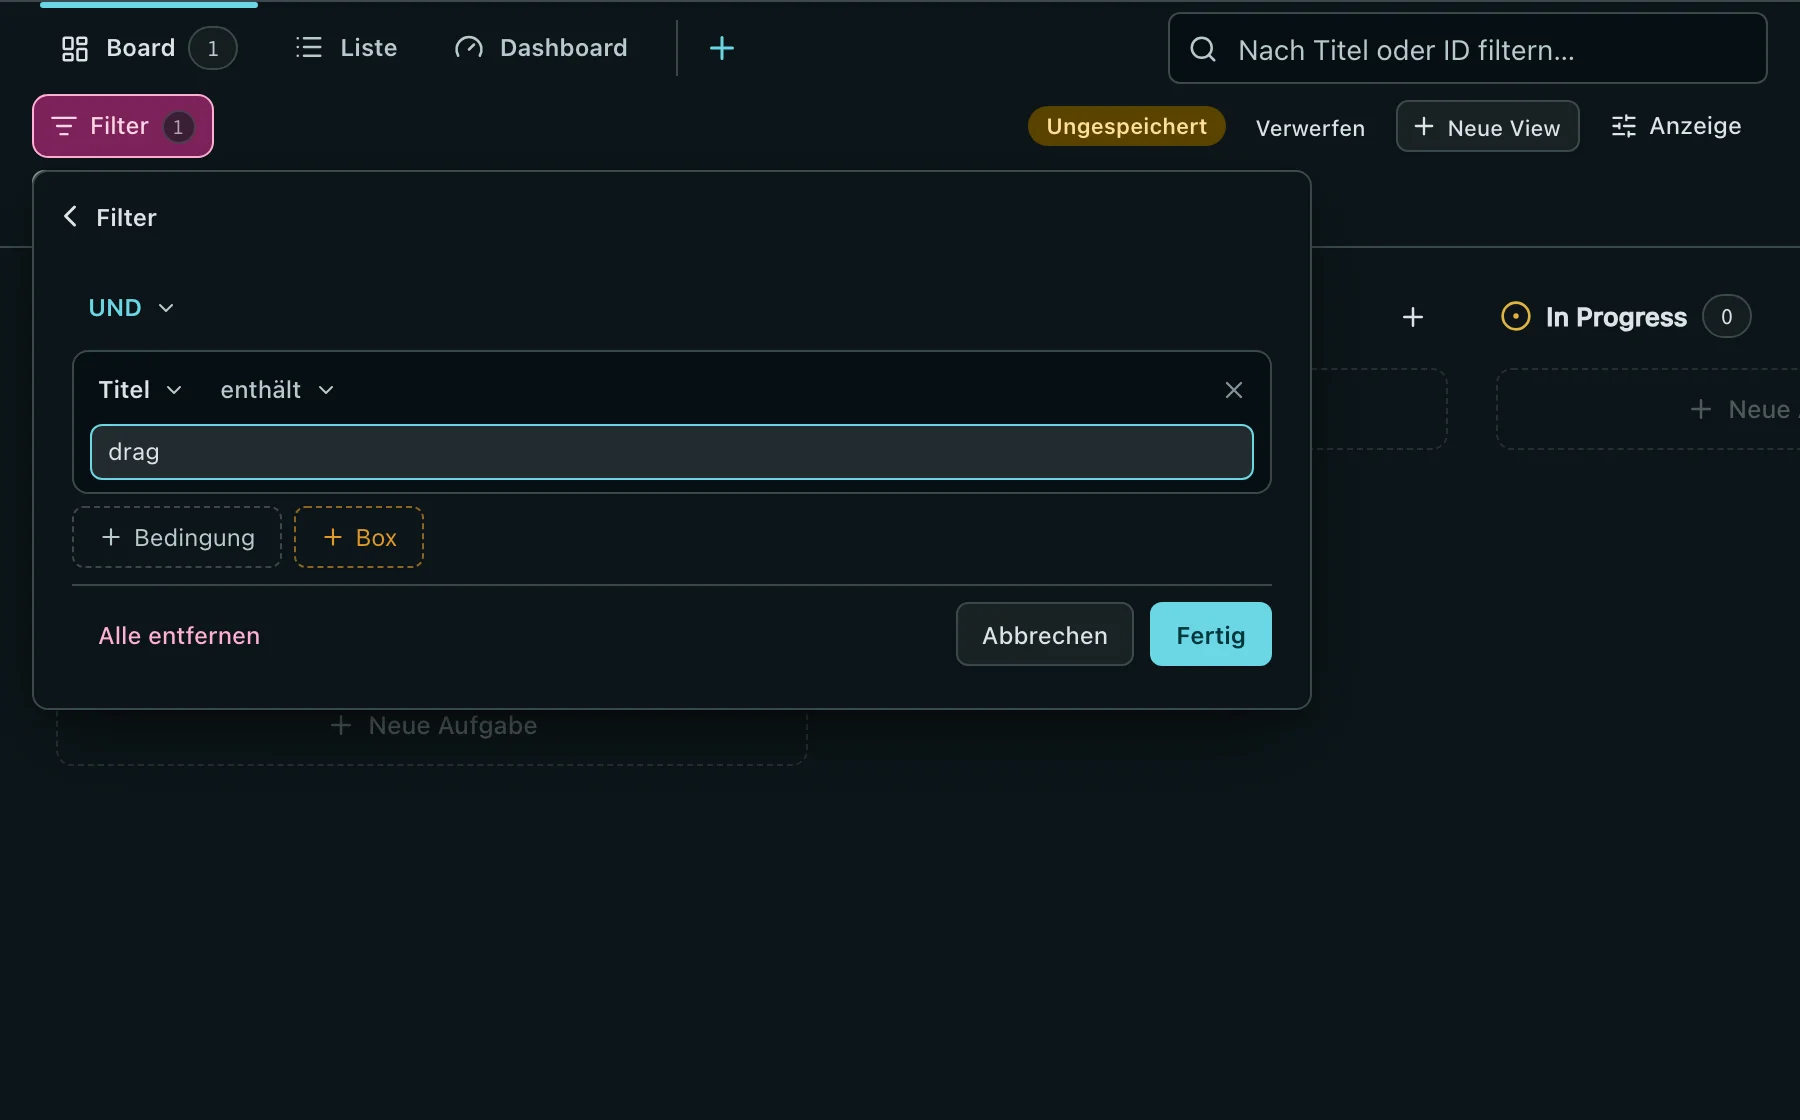 Board 1 Liste Dashboard
Nach Titel oder ID filtern...
Filter 1 Ungespeichert Verwerfen Neue View Anzeige
Filter
UND
In Progress 0
Titel enthält
Neue
drag
Bedingung Box
Alle entfernen Abbrechen Fertig
Neue Aufgabe